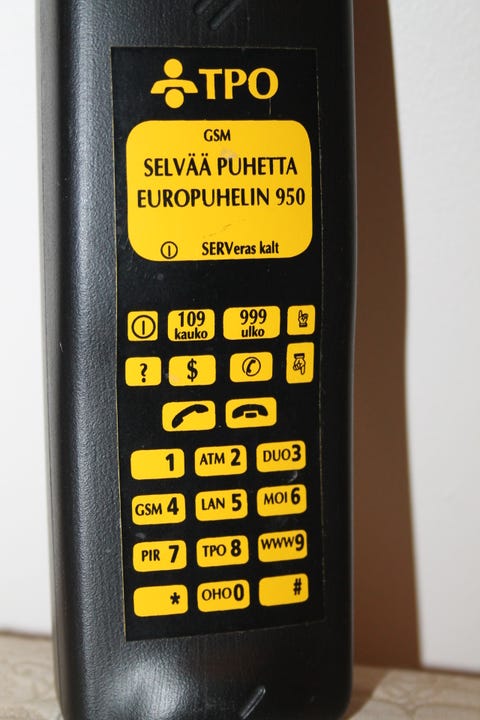 TPO
GSM
SELVÄÄ PUHETTA
EUROPUHELIN 950
SERVeras kalt
109 999
kauko ulko
? $
1 ATM 2 DUO3
GSM 4 LAN 5 MOI 6
PIR 7 TPO 8 WWW9
* OHO0 #